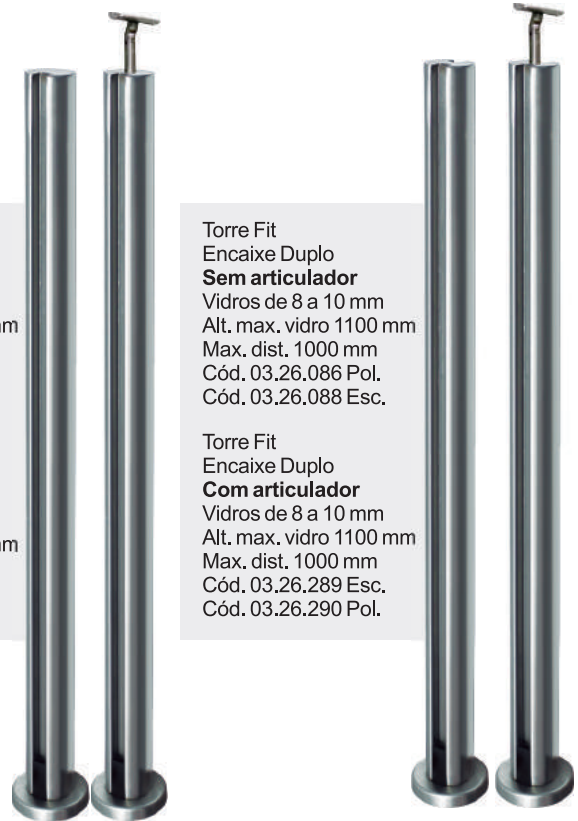 Torre Fit
Encaixe Duplo
Sem articulador
Vidros de 8 a 10 mm
Alt. max. vidro 1100 mm
Max. dist. 1000 mm
Cód. 03.26.086 Pol.
Cód. 03.26.088 Esc.
Torre Fit
Encaixe Duplo
Com articulador
Vidros de 8 a 10 mm
Alt. max. vidro 1100 mm
Max. dist. 1000 mm
Cód. 03.26.289 Esc.
Cód. 03.26.290 Pol.